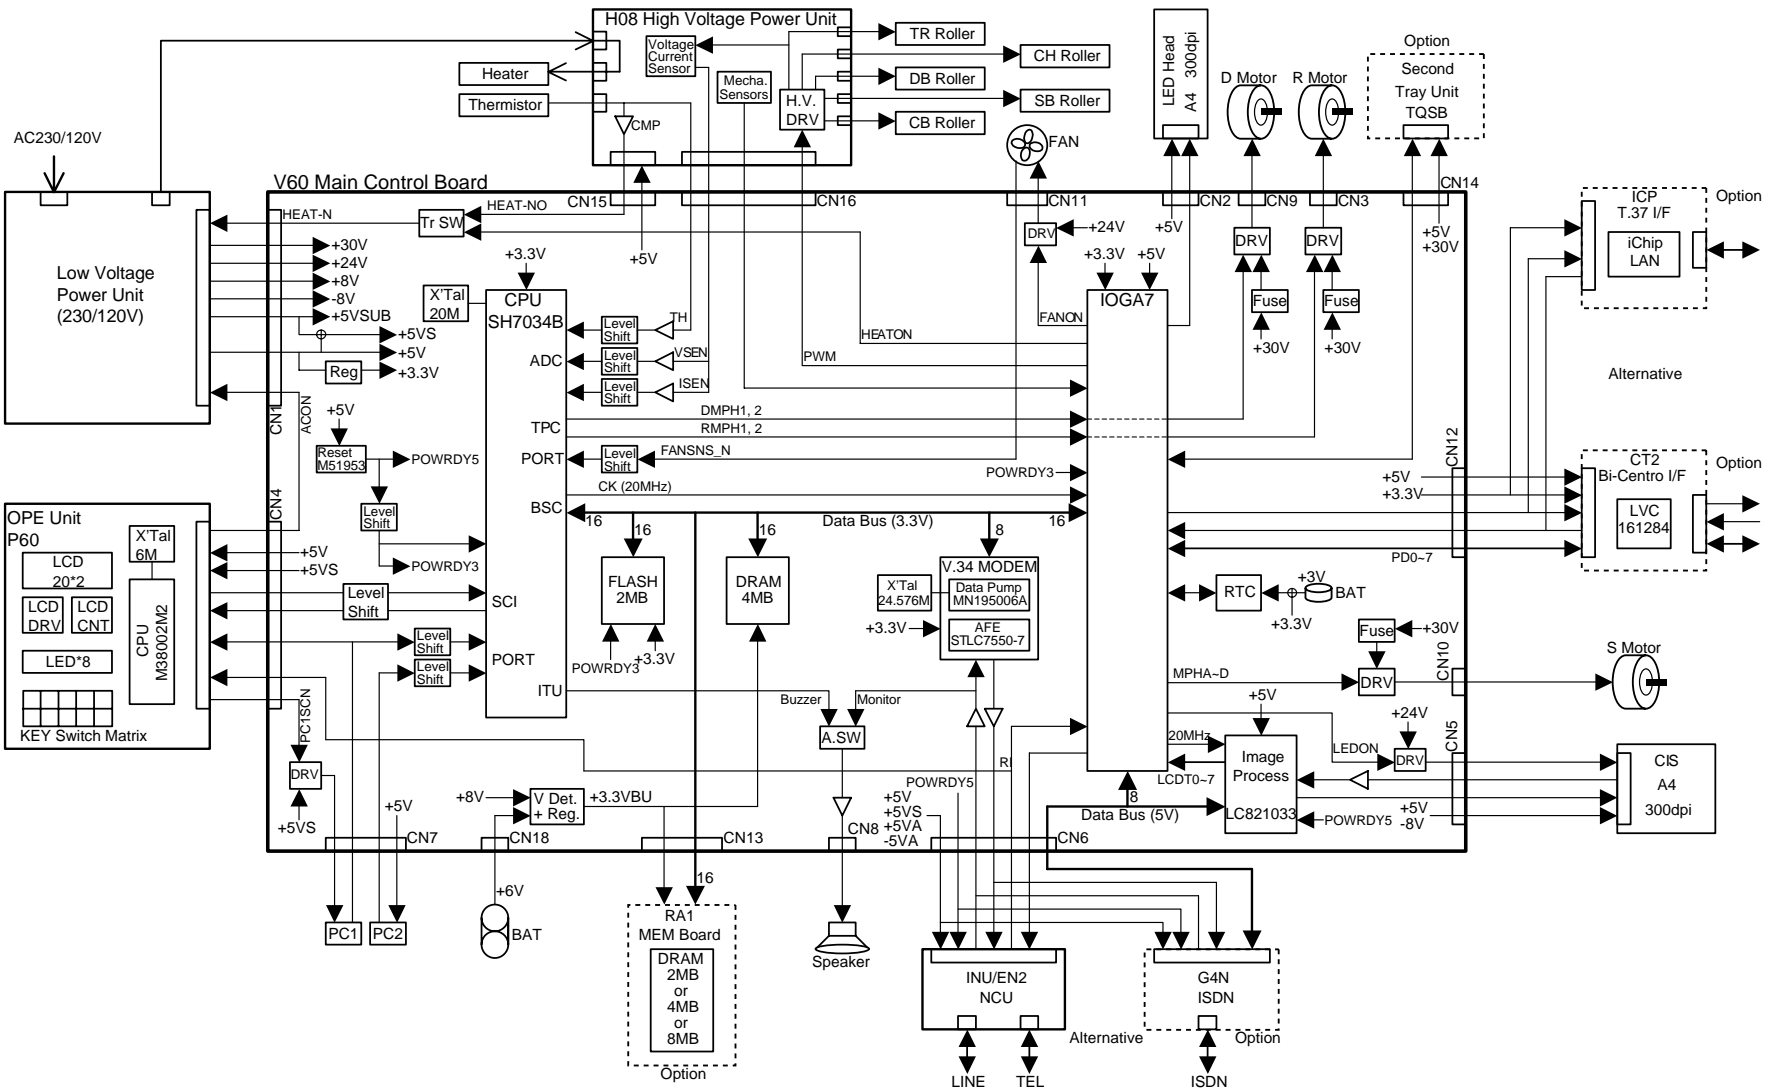 H08 High Voltage Power Unit
Voltage
Current
Sensor
Mecha.
Sensors
H.V.
DRV
Heater
Thermistor
CMP
TR Roller
CH Roller
DB Roller
SB Roller
CB Roller
FAN
LED Head
A4 300dpi
D Motor
R Motor
Option
Second
Tray Unit
TQSB
AC230/120V
Low Voltage
Power Unit
(230/120V)
V60 Main Control Board
CN15
CN16
CN11
CN2
CN9
CN3
CN14
HEAT-N
HEAT-NO
Tr SW
+30V
+24V
+8V
-8V
+5VSUB
+5VS
+5V
Reg
+3.3V
CN1
ACON
+5V
DRV
+24V
+5V
DRV
DRV
+5V
+30V
Fuse
Fuse
+30V
+30V
FANON
HEATON
PWM
+3.3V
X'Tal
20M
CPU
SH7034B
ADC
TPC
PORT
BSC
SCI
PORT
ITU
Level
Shift
TH
Level
Shift
VSEN
Level
Shift
ISEN
+3.3V
+5V
IOGA7
DMPH1, 2
RMPH1, 2
Level
Shift
FANSNS_N
POWRDY3
CK (20MHz)
16
Data Bus (3.3V)
16
+5V
Reset
M51953
POWRDY5
Level
Shift
POWRDY3
ICP
T.37 I/F
iChip
LAN
Option
Alternative
CN12
+5V
+3.3V
CT2
Bi-Centro I/F
LVC
161284
Option
PD0~7
CN4
OPE Unit
P60
X'Tal
6M
LCD
20*2
LCD
DRV
LCD
CNT
LED*8
CPU
M38002M2
KEY Switch Matrix
+5V
+5VS
Level
Shift
Level
Shift
Level
Shift
PC1SCN
DRV
+5VS
+5V
16
FLASH
2MB
POWRDY3
+3.3V
16
DRAM
4MB
8
V.34 MODEM
X'Tal
24.576M
Data Pump
MN195006A
+3.3V
AFE
STLC7550-7
RTC
+3V
BAT
+3.3V
Fuse
+30V
MPHA~D
DRV
CN10
S Motor
Buzzer
Monitor
A.SW
RI
+8V
V Det.
+ Reg.
+3.3VBU
POWRDY5
+5V
+5VS
+5VA
-5VA
20MHz
LCDT0~7
+5V
Image
Process
LC821033
LEDON
+24V
DRV
CN5
CIS
A4
300dpi
+5V
-8V
POWRDY5
8
Data Bus (5V)
CN7
CN18
CN13
CN8
CN6
PC1
PC2
+6V
BAT
16
RA1
MEM Board
DRAM
2MB
or
4MB
or
8MB
Option
Speaker
INU/EN2
NCU
Alternative
LINE
TEL
G4N
ISDN
Option
ISDN